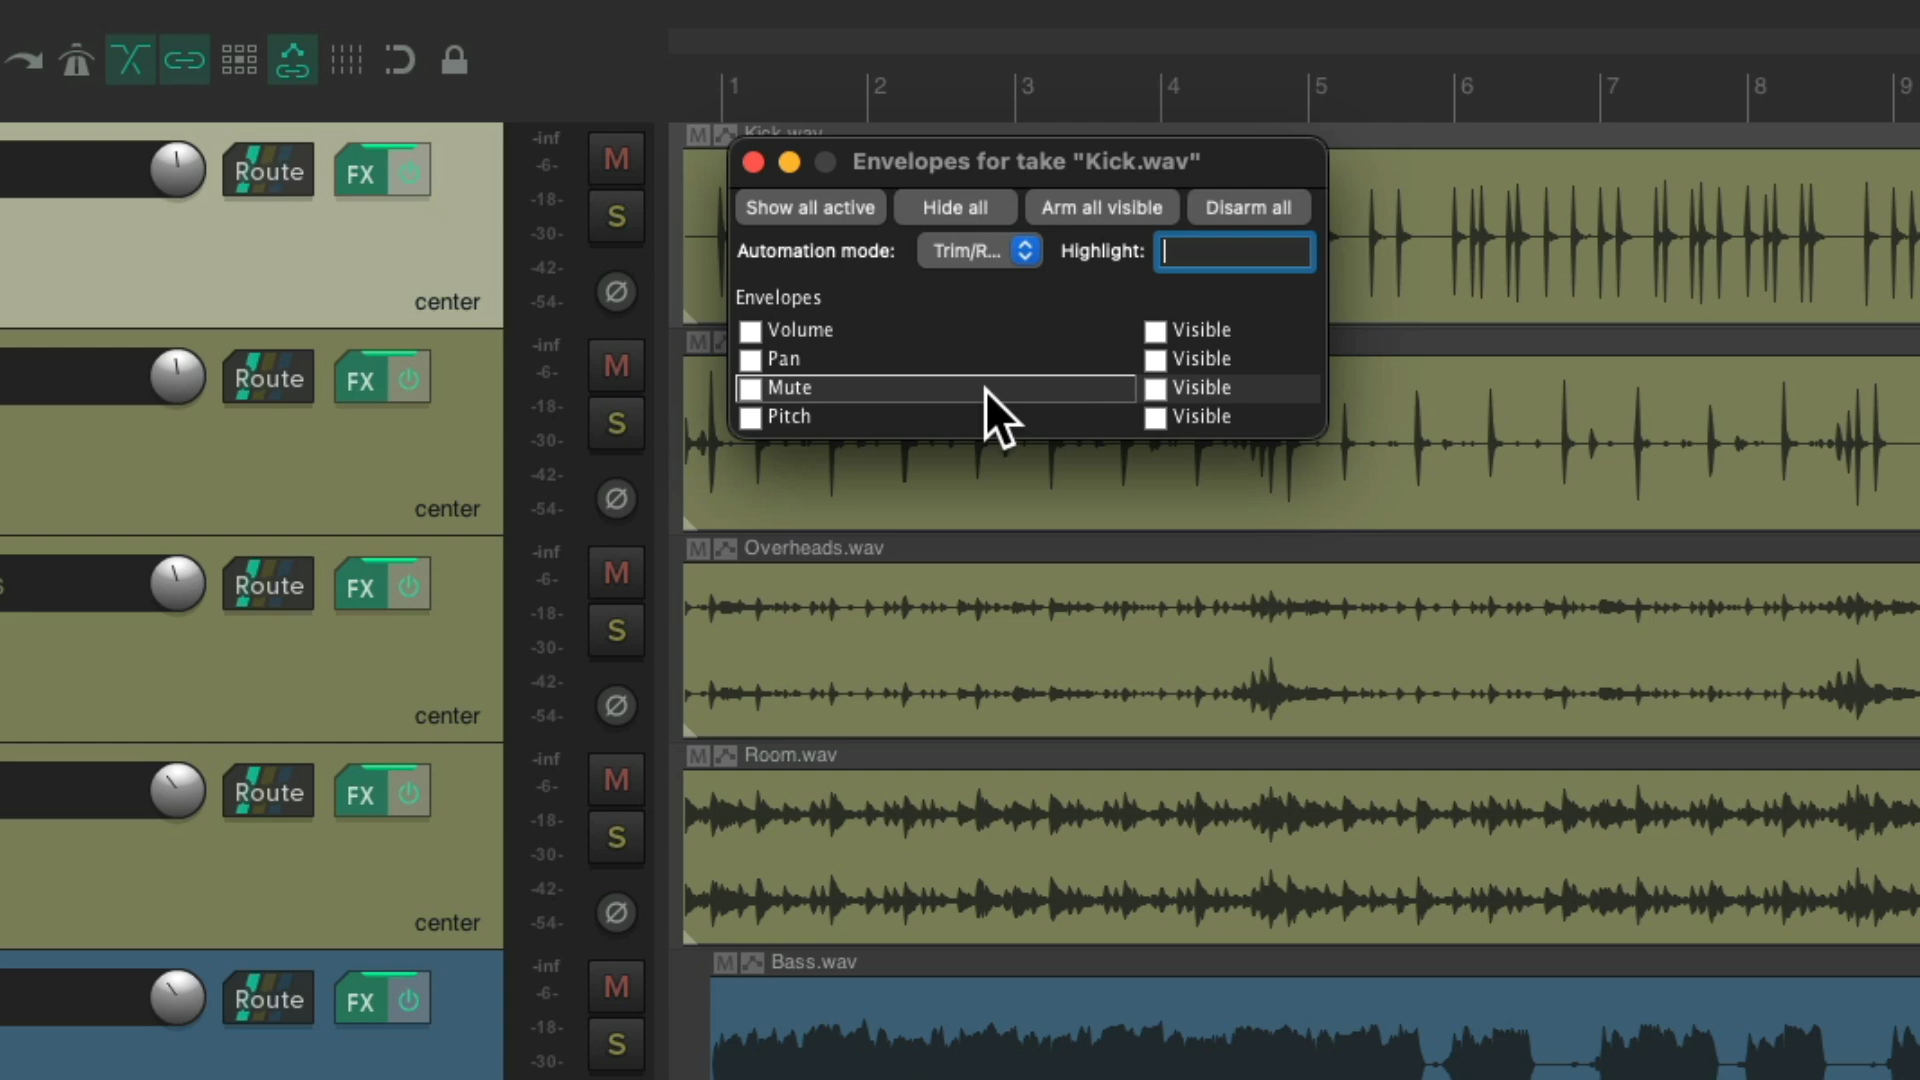 1 2 3 4 5 6 7 8 9
Kick.wav
Envelopes for take "Kick.wav"
Show all active Hide all Arm all visible Disarm all
Automation mode: Trim/R... Highlight:
Envelopes
Volume Visible
Pan Visible
Mute Visible
Pitch Visible
Route FX
center
-inf
-6-
-18-
-30-
-42-
-54-
M
S
M
Route FX
center
-inf
-6-
-18-
-30-
-42-
-54-
M
S
M
s
Route FX
center
-inf
-6-
-18-
-30-
-42-
-54-
M
S
M Overheads.wav
Route FX
center
-inf
-6-
-18-
-30-
-42-
-54-
M
S
M Room.wav
Route FX
-inf
-6-
-18-
-30-
M
S
M Bass.wav